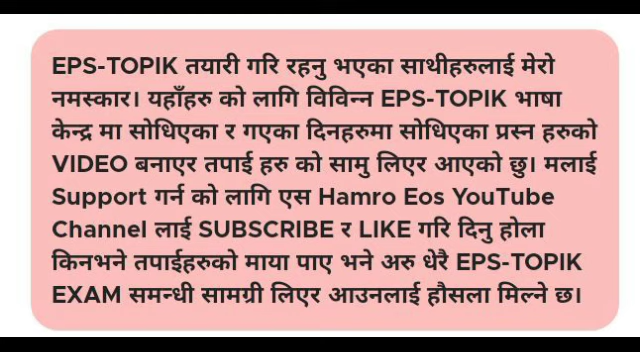 EPS-TOPIK तयारी गरि रहनु भएका साथीहरुलाई मेरो
नमस्कार। यहाँहरु को लागि विविन्न EPS-TOPIK भाषा
केन्द्र मा सोधिएका र गएका दिनहरुमा सोधिएका प्रस्न हरुको
VIDEO बनाएर तपाई हरु को सामु लिएर आएको छु। मलाई
Support गर्न को लागि एस Hamro Eos YouTube
Channel लाई SUBSCRIBE र LIKE गरि दिनु होला
किनभने तपाईहरुको माया पाए भने अरु धेरै EPS-TOPIK
EXAM समन्धी सामग्री लिएर आउनलाई हौसला मिल्ने छ।